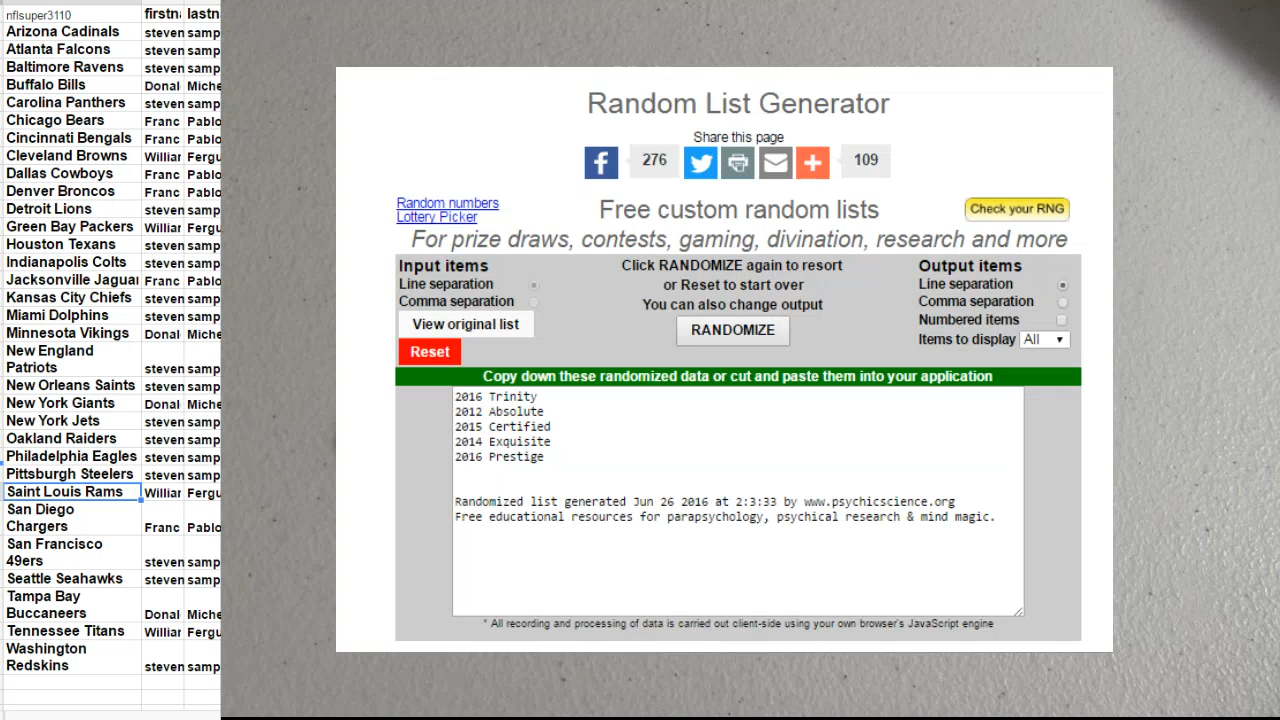 nflsuper3110 firstna lastn
Arizona Cadinals steven samp
Atlanta Falcons steven samp
Baltimore Ravens steven samp
Buffalo Bills Donal Miche
Carolina Panthers steven samp
Chicago Bears Franc Pablo
Cincinnati Bengals Franc Pablo
Cleveland Browns Willian Fergu
Dallas Cowboys Franc Pablo
Denver Broncos Franc Pablo
Detroit Lions steven samp
Green Bay Packers Willian Fergu
Houston Texans steven samp
Indianapolis Colts steven samp
Jacksonville Jaguar Franc Pablo
Kansas City Chiefs steven samp
Miami Dolphins steven samp
Minnesota Vikings Donal Miche
New England
Patriots steven samp
New Orleans Saints steven samp
New York Giants Donal Miche
New York Jets steven samp
Oakland Raiders steven samp
Philadelphia Eagles steven samp
Pittsburgh Steelers steven samp
Saint Louis Rams Willian Fergu
San Diego
Chargers Franc Pablo
San Francisco
49ers steven samp
Seattle Seahawks steven samp
Tampa Bay
Buccaneers Donal Miche
Tennessee Titans Willian Fergu
Washington
Redskins steven samp
Random List Generator
Share this page
276 109
Random numbers
Lottery Picker
Free custom random lists
Check your RNG
For prize draws, contests, gaming, divination, research and more
Input items
Line separation
Comma separation
View original list
Reset
Click RANDOMIZE again to resort
or Reset to start over
You can also change output
RANDOMIZE
Output items
Line separation
Comma separation
Numbered items
Items to display All
Copy down these randomized data or cut and paste them into your application
2016 Trinity
2012 Absolute
2015 Certified
2014 Exquisite
2016 Prestige
Randomized list generated Jun 26 2016 at 2:3:33 by www.psychicscience.org
Free educational resources for parapsychology, psychical research & mind magic.
* All recording and processing of data is carried out client-side using your own browser's JavaScript engine